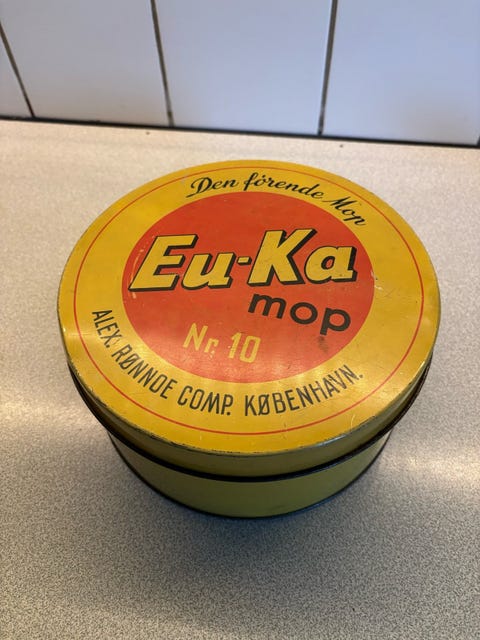 Den førende Mop
Eu-Ka
mop
Nr. 10
ALEX. RØNNOE COMP. KØBENHAVN.